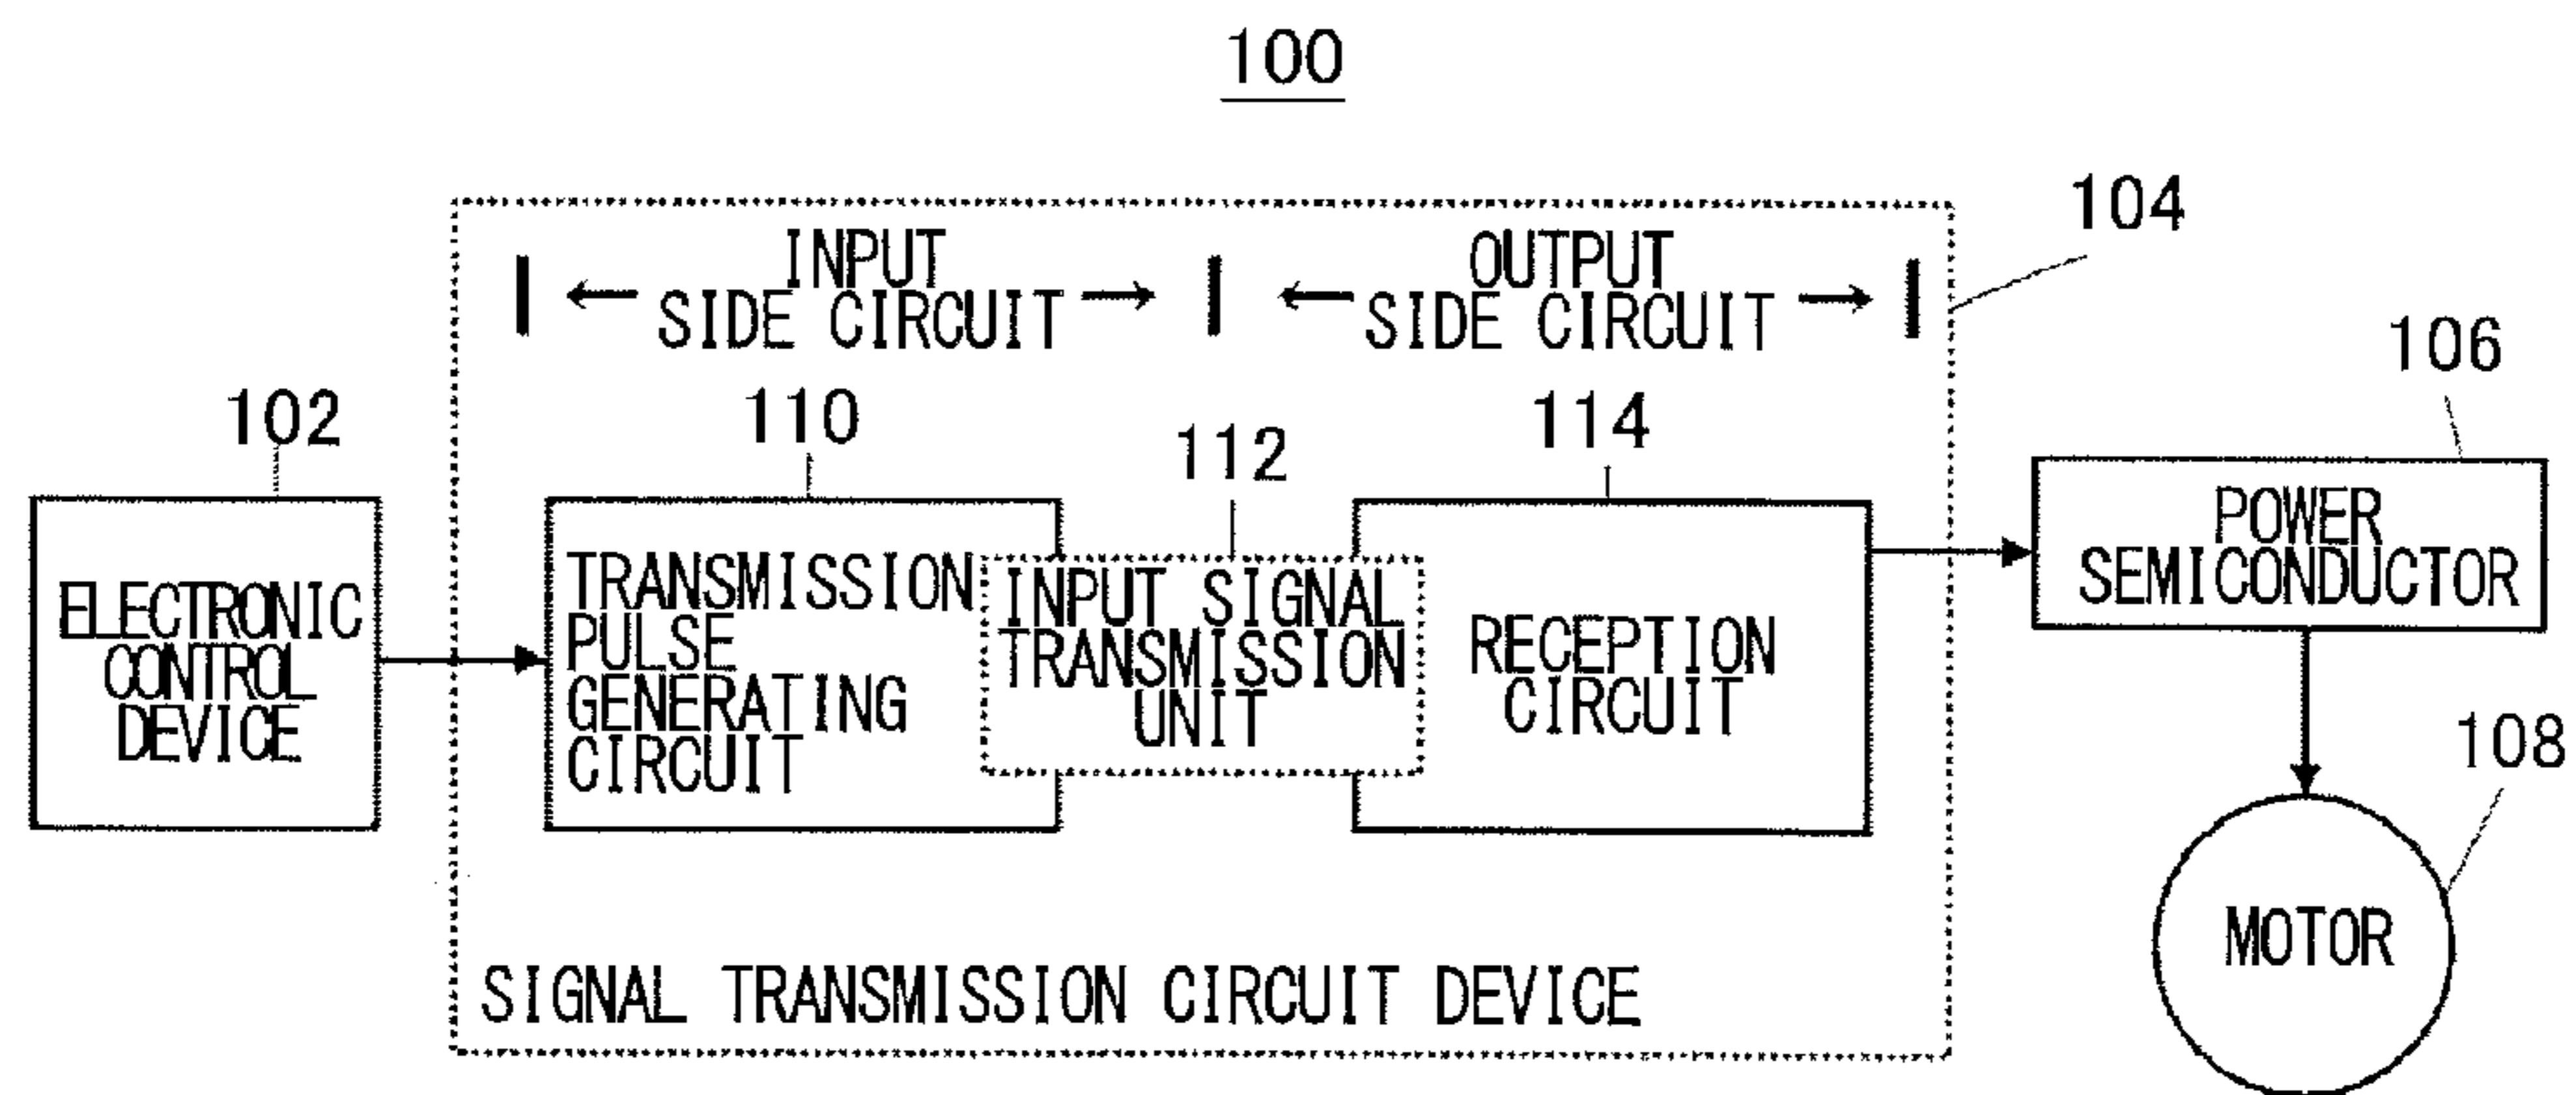 100
104
INPUT
SIDE CIRCUIT
OUTPUT
SIDE CIRCUIT
106
102
110
112
114
ELECTRONIC
CONTROL
DEVICE
TRANSMISSION
PULSE
GENERATING
CIRCUIT
INPUT SIGNAL
TRANSMISSION
UNIT
RECEPTION
CIRCUIT
POWER
SEMICONDUCTOR
108
MOTOR
SIGNAL TRANSMISSION CIRCUIT DEVICE